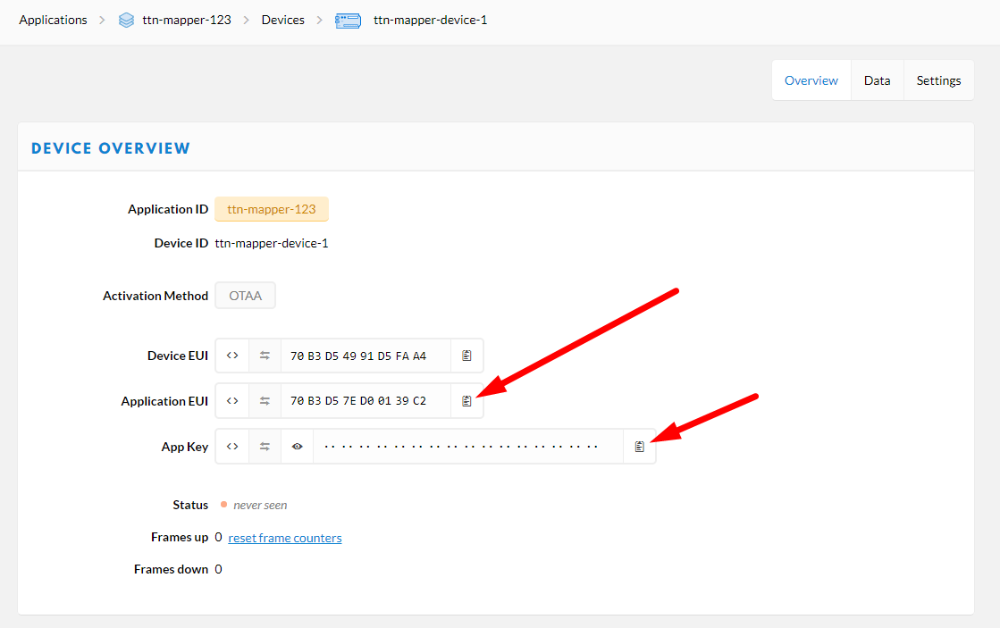 Applications > ttn-mapper-123 > Devices > ttn-mapper-device-1
Overview Data Settings
DEVICE OVERVIEW
Application ID ttn-mapper-123
Device ID ttn-mapper-device-1
Activation Method OTAA
Device EUI <> 70 B3 D5 49 91 D5 FA A4
Application EUI <> 70 B3 D5 7E D0 01 39 C2
App Key <>
Status never seen
Frames up 0 reset frame counters
Frames down 0